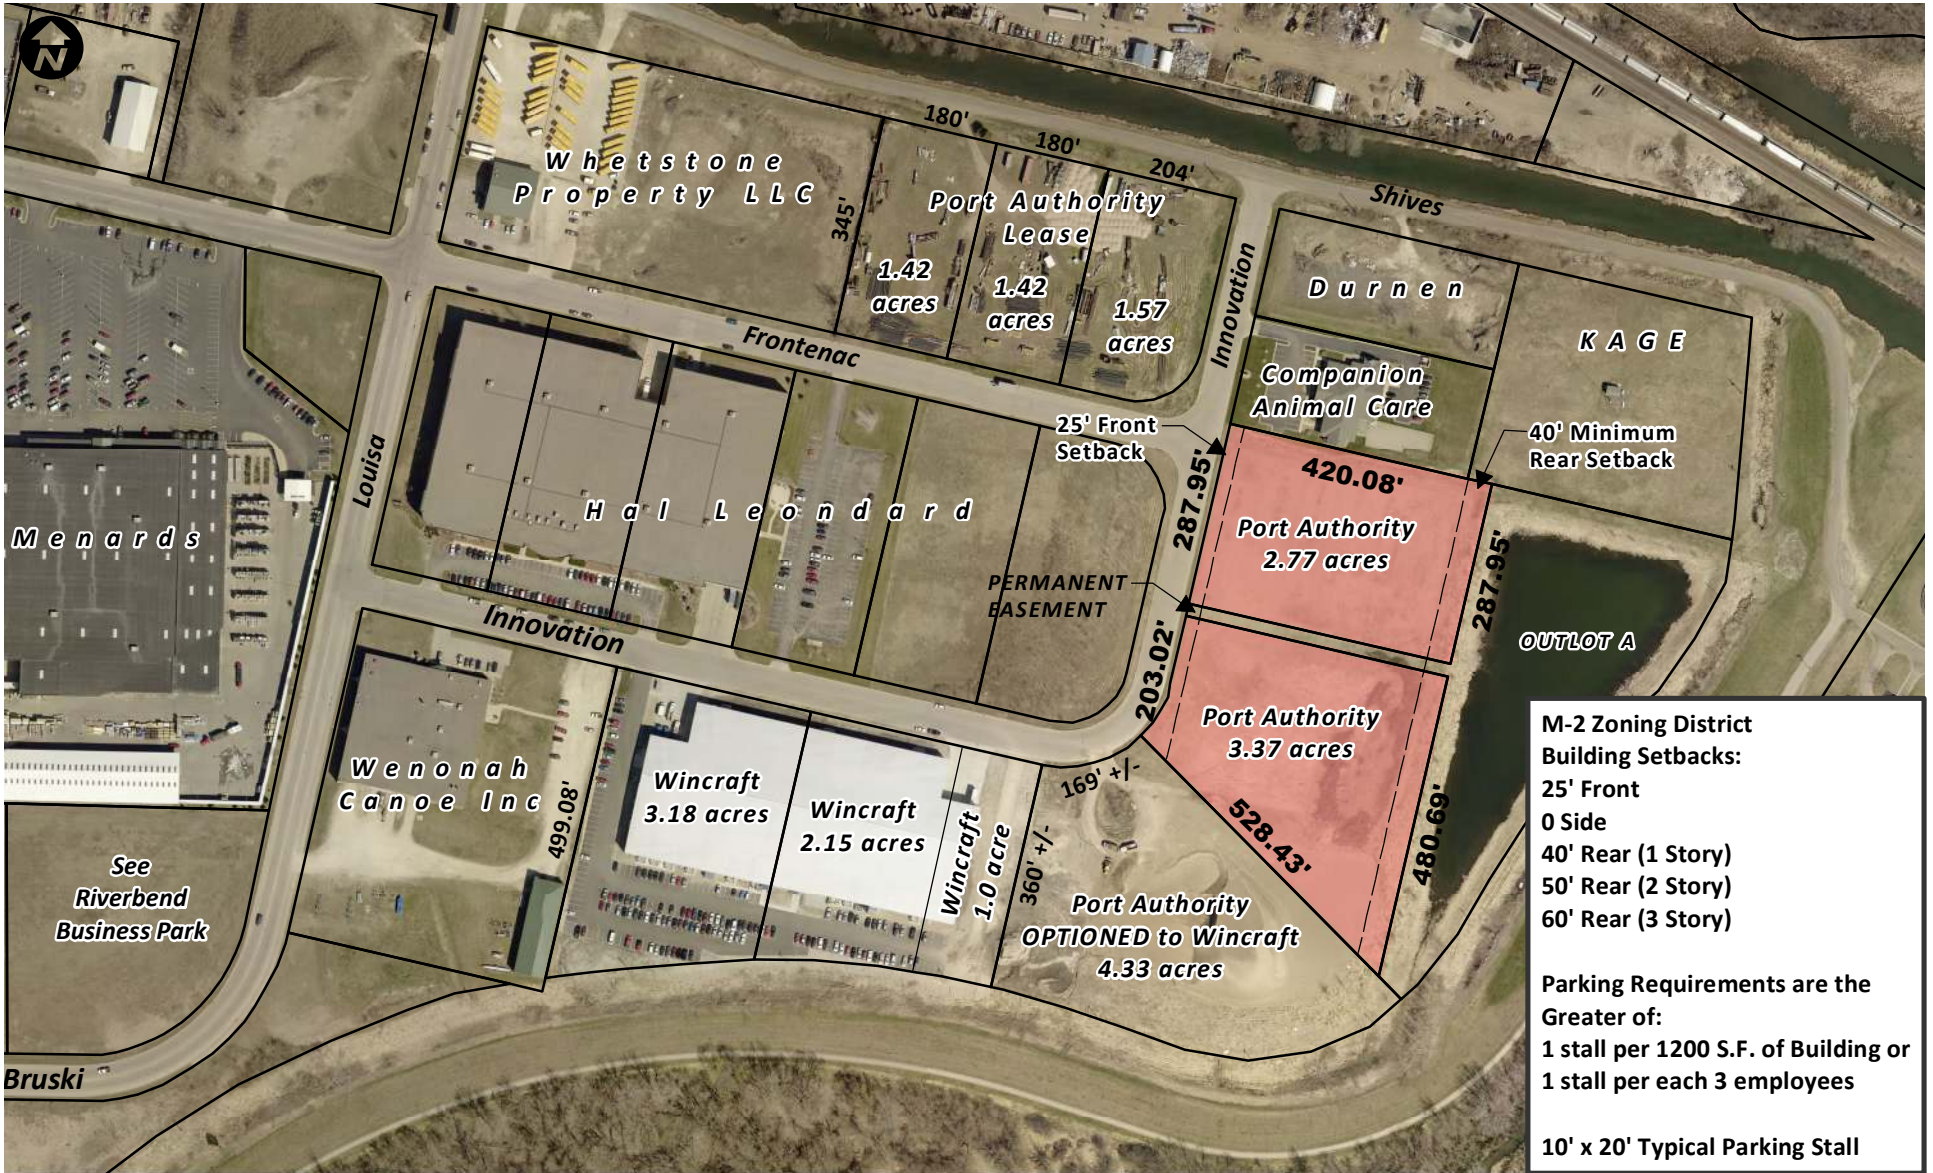 N
180'
180'
204'
Whetstone
Property LLC
345'
Port Authority
Lease
1.42
acres
1.42
acres
1.57
acres
Shives
Innovation
Durnen
KAGE
Frontenac
Companion
Animal Care
25' Front
Setback
40' Minimum
Rear Setback
Louisa
Menards
Hal Leondard
287.95'
420.08'
Port Authority
2.77 acres
287.95'
PERMANENT
EASEMENT
Innovation
OUTLOT A
203.02'
Port Authority
3.37 acres
Wenonah
Canoe Inc
499.08'
Wincraft
3.18 acres
Wincraft
2.15 acres
Wincraft
1.0 acre
169' +/-
360' +/-
528.43'
480.69'
Port Authority
OPTIONED to Wincraft
4.33 acres
See
Riverbend
Business Park
Bruski
M-2 Zoning District
Building Setbacks:
25' Front
0 Side
40' Rear (1 Story)
50' Rear (2 Story)
60' Rear (3 Story)
Parking Requirements are the
Greater of:
1 stall per 1200 S.F. of Building or
1 stall per each 3 employees
10' x 20' Typical Parking Stall